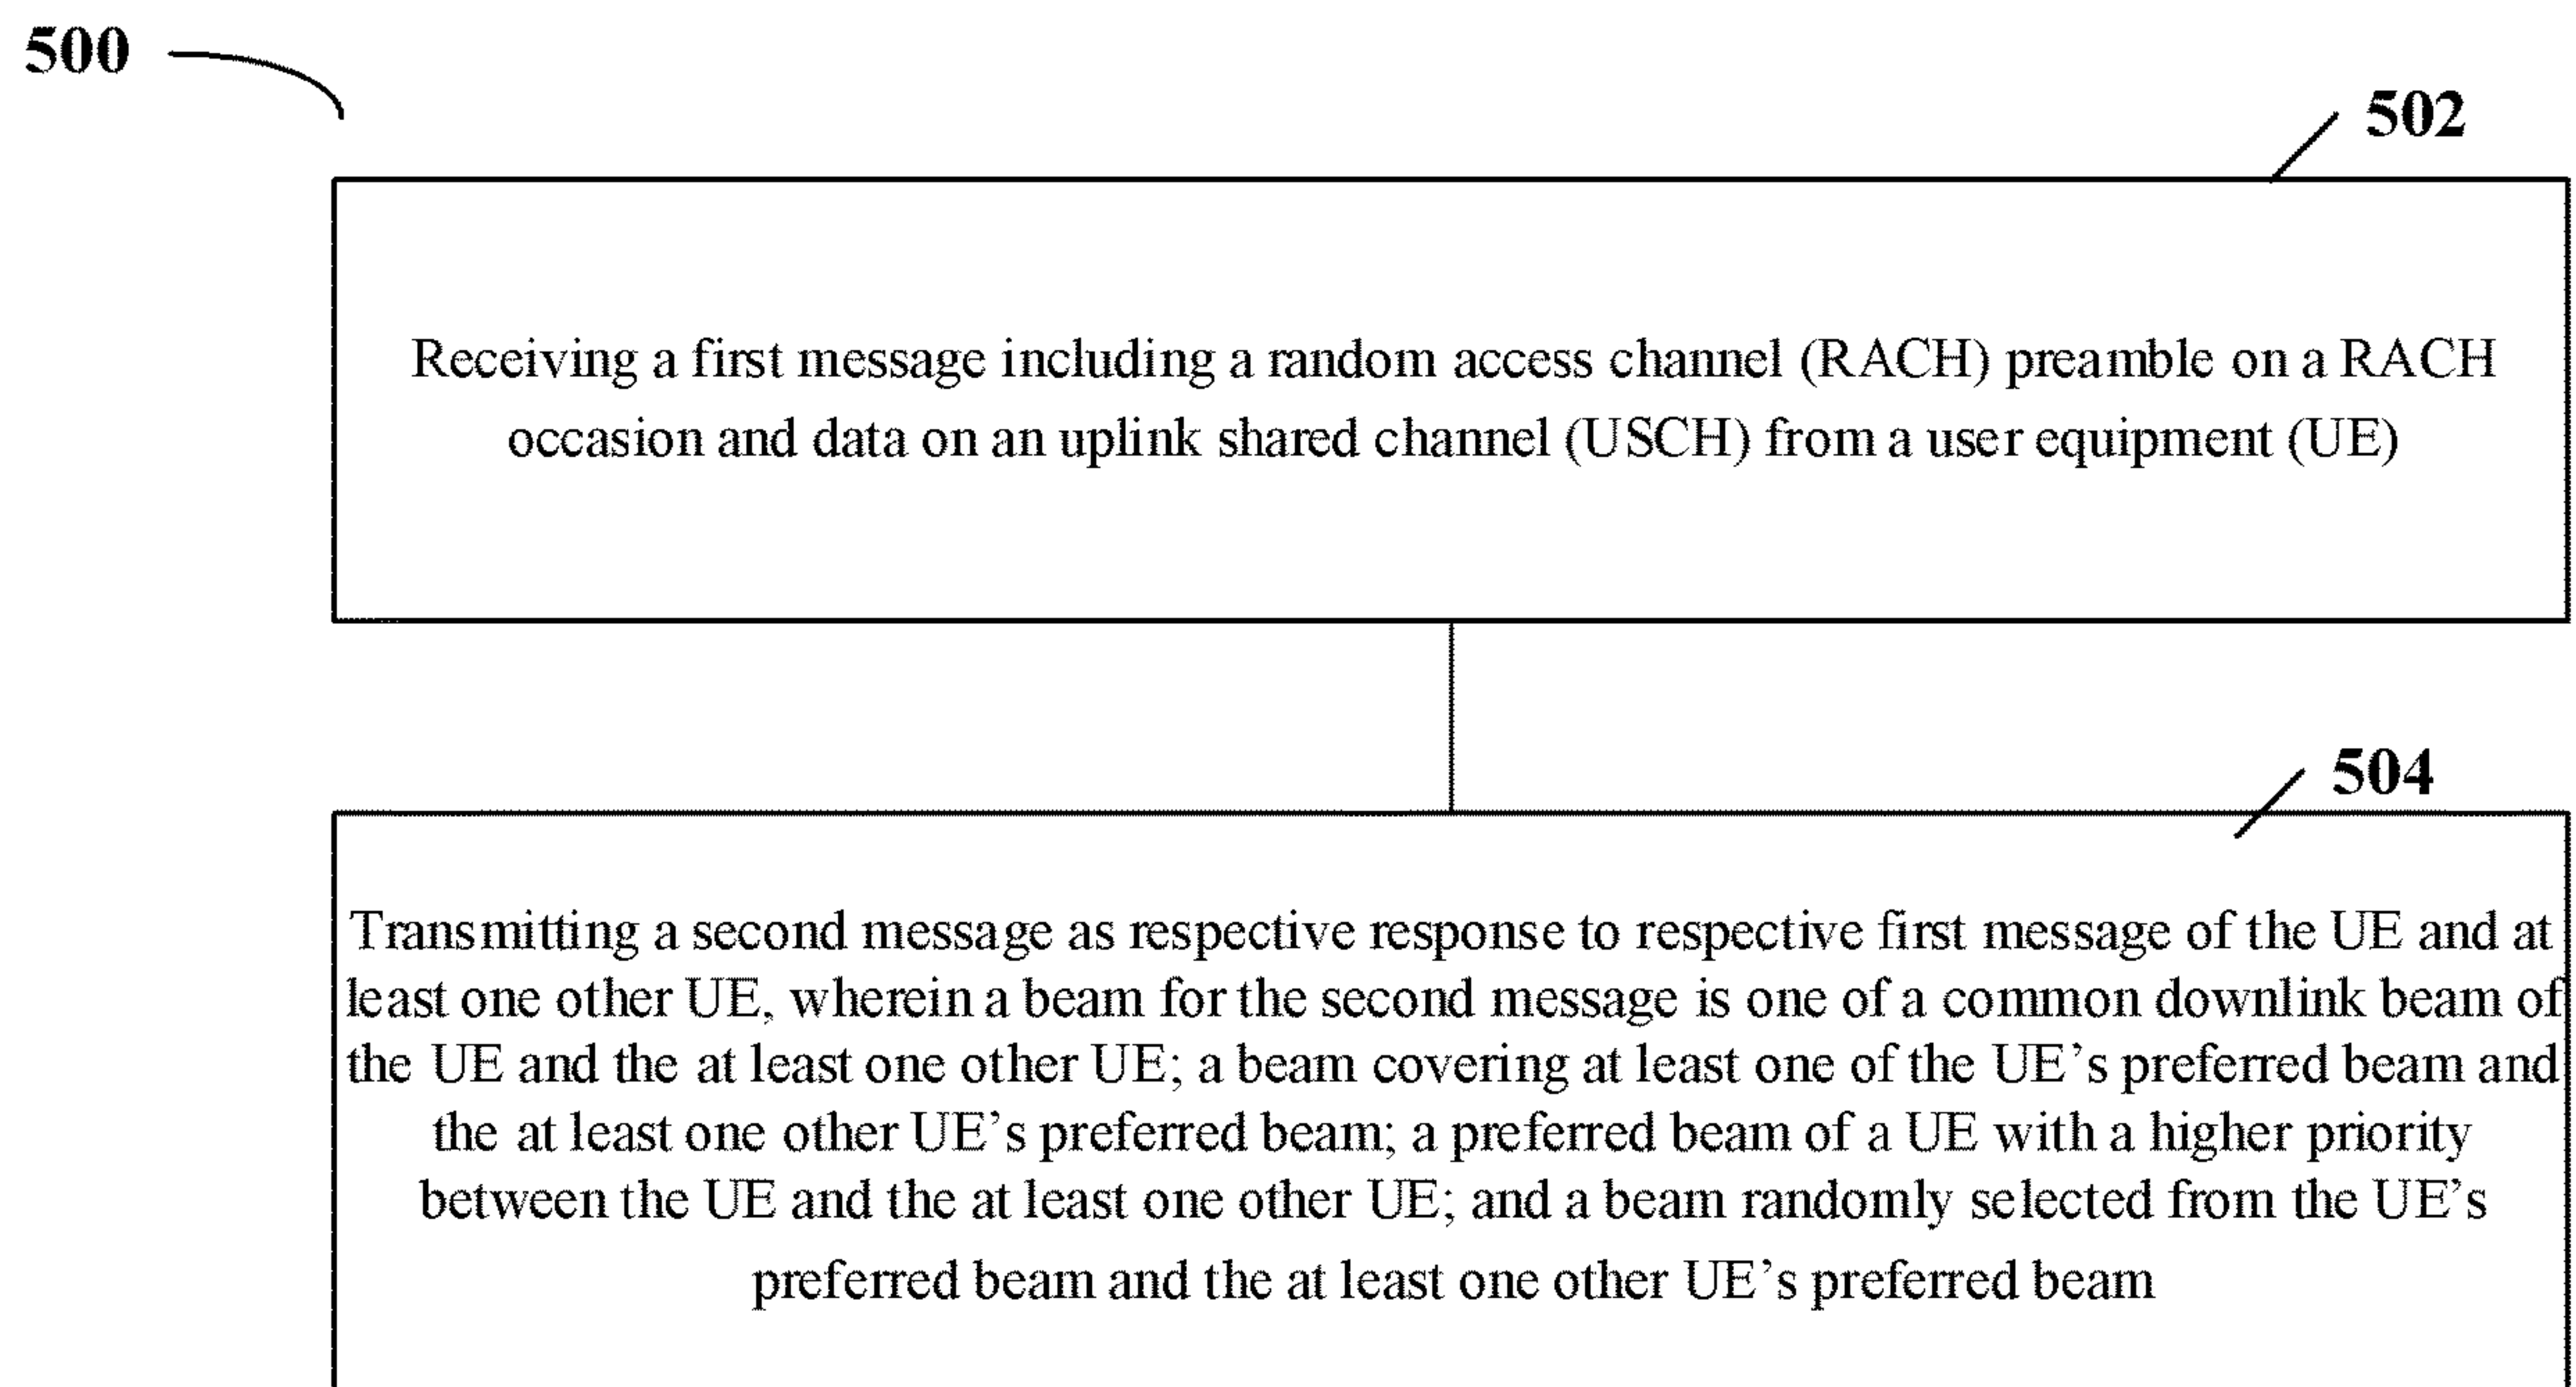 500
502
Receiving a first message including a random access channel (RACH) preamble on a RACH
occasion and data on an uplink shared channel (USCH) from a user equipment (UE)
504
Transmitting a second message as respective response to respective first message of the UE and at
least one other UE, wherein a beam for the second message is one of a common downlink beam of
the UE and the at least one other UE; a beam covering at least one of the UE’s preferred beam and
the at least one other UE’s preferred beam; a preferred beam of a UE with a higher priority
between the UE and the at least one other UE; and a beam randomly selected from the UE’s
preferred beam and the at least one other UE’s preferred beam